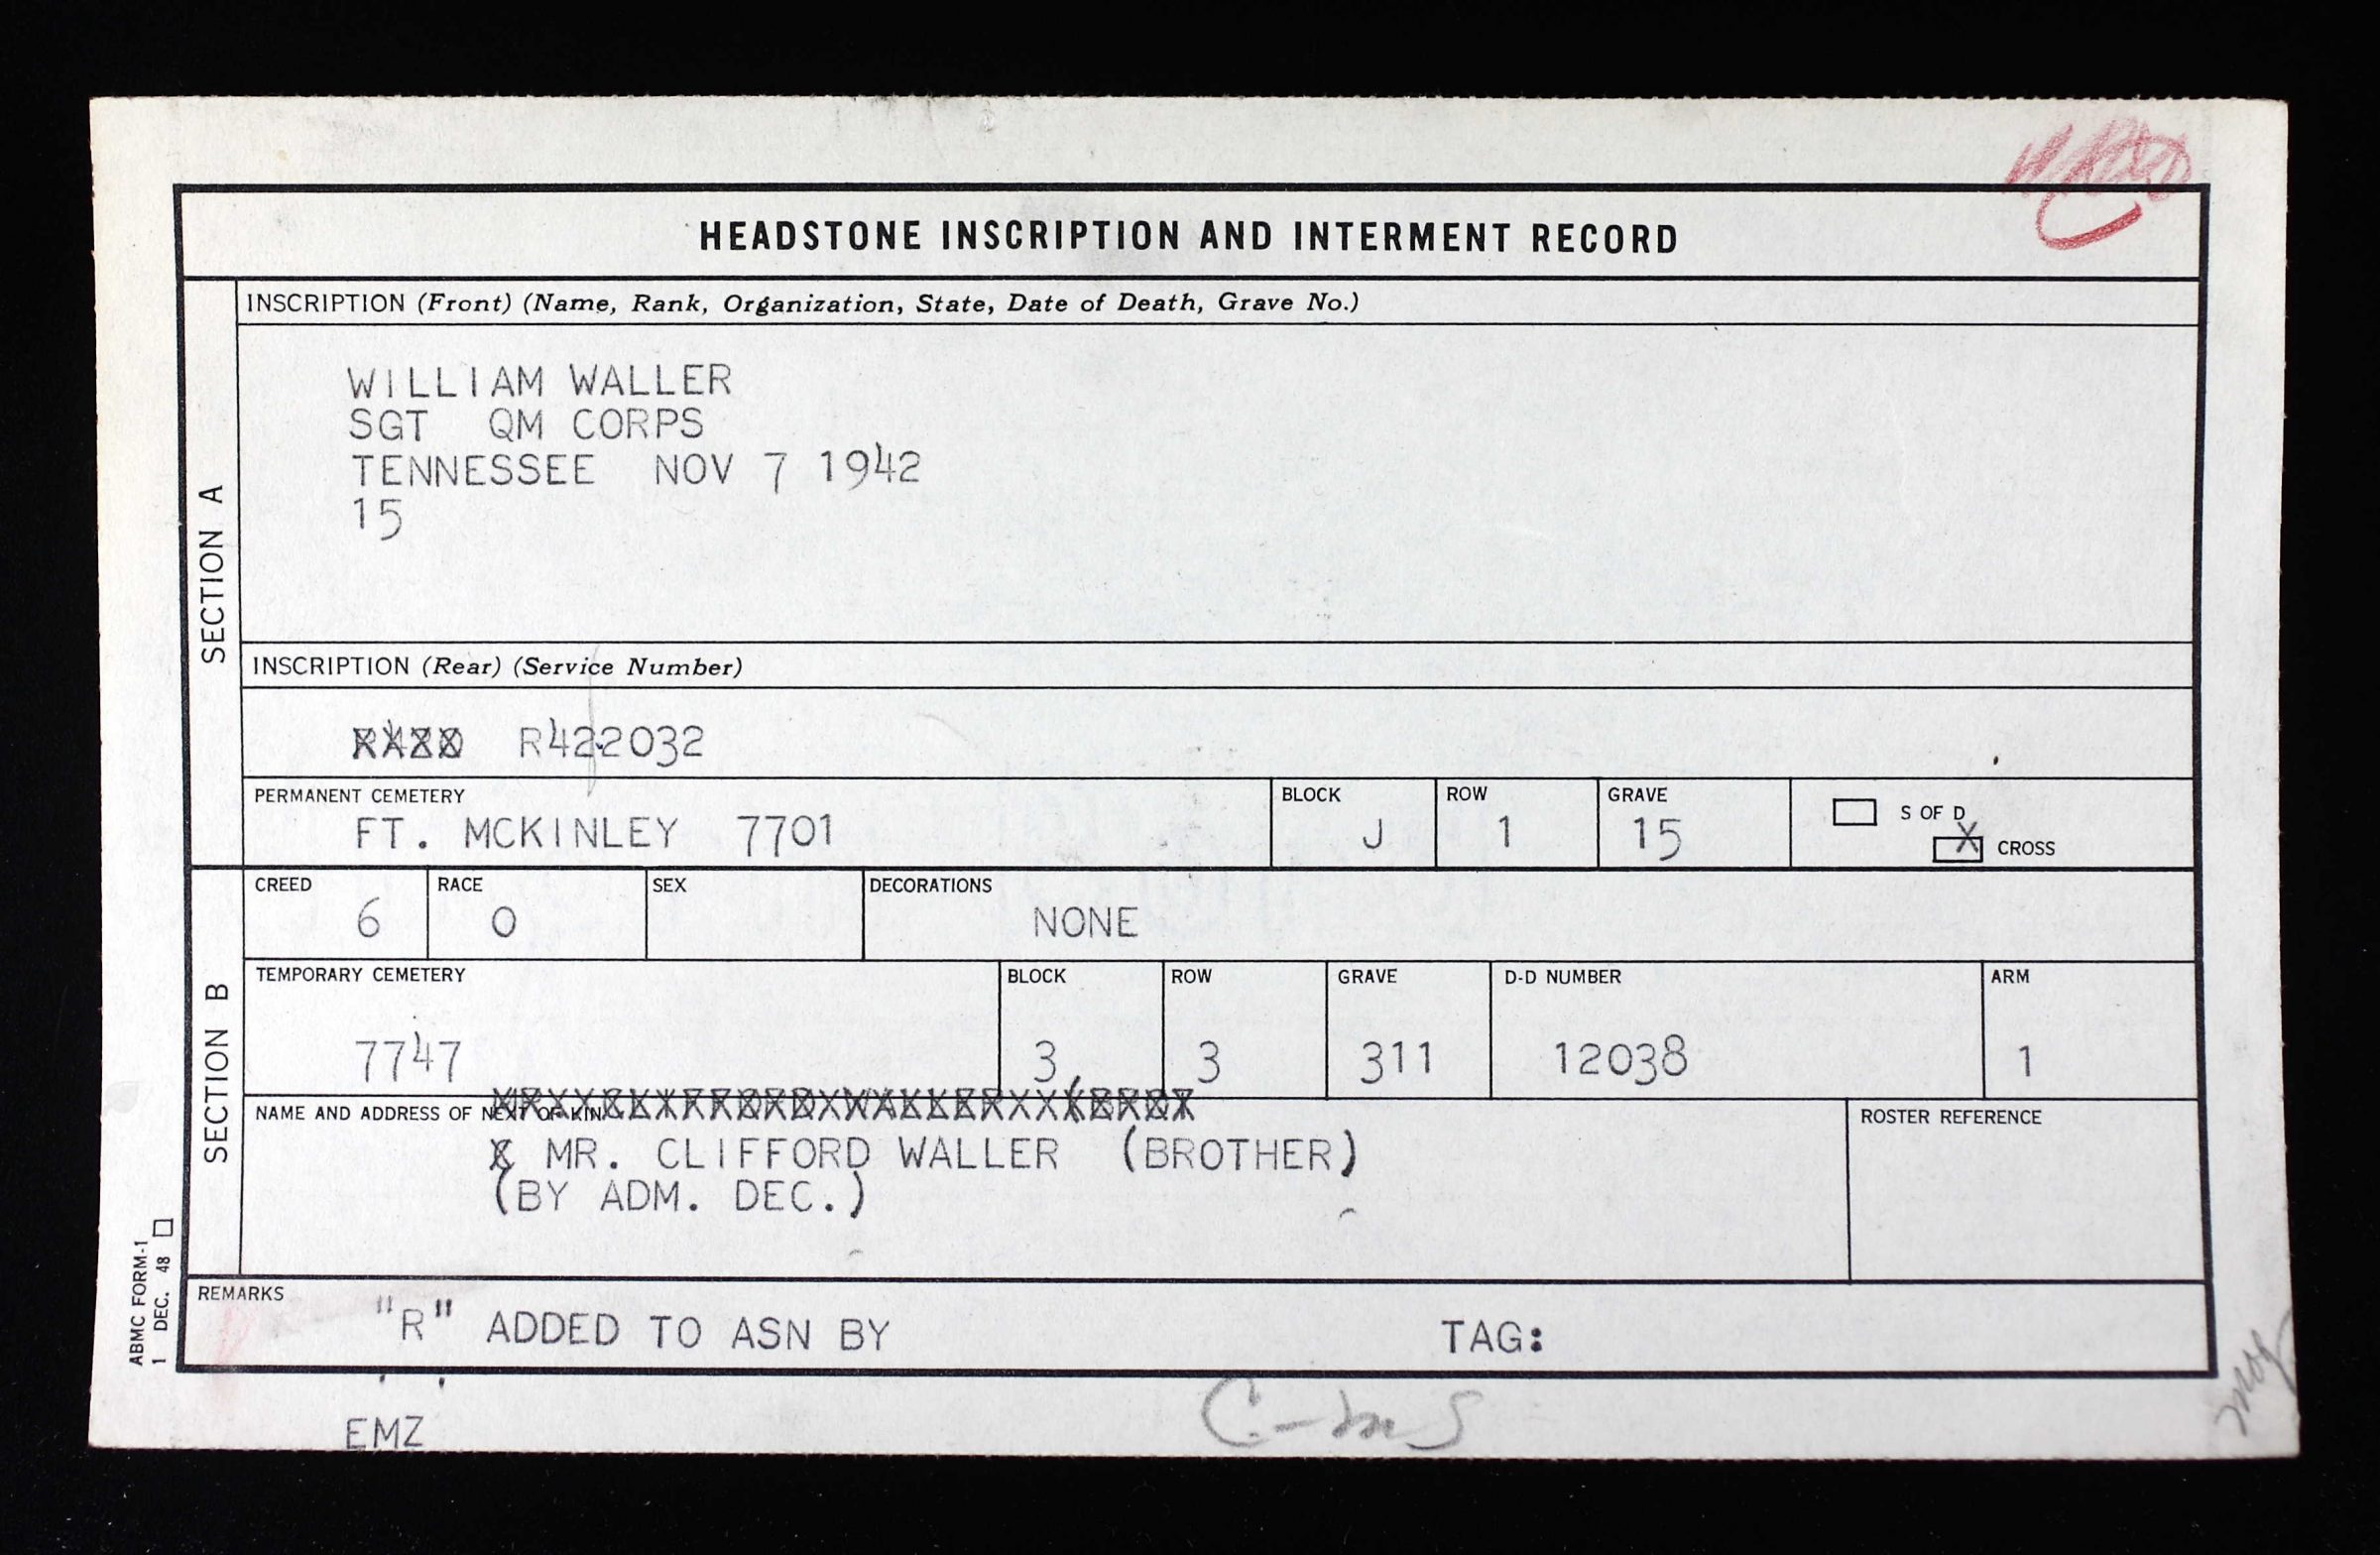 HEADSTONE INSCRIPTION AND INTERMENT RECORD
SECTION A
INSCRIPTION (Front) (Name, Rank, Organization, State, Date of Death, Grave No.)
WILLIAM WALLER
SGT QM CORPS
TENNESSEE NOV 7 1942
15
INSCRIPTION (Rear) (Service Number)
R422032
PERMANENT CEMETERY
FT. MCKINLEY 7701
BLOCK
J
ROW
1
GRAVE
15
S OF D
X CROSS
SECTION B
CREED
6
RACE
0
SEX
DECORATIONS
NONE
TEMPORARY CEMETERY
7747
BLOCK
3
ROW
3
GRAVE
311
D-D NUMBER
12038
ARM
1
NAME AND ADDRESS OF NEXT OF KIN
MR. CLIFFORD WALLER (BROTHER)
(BY ADM. DEC.)
ROSTER REFERENCE
REMARKS
"R" ADDED TO ASN BY TAG:
ABMC FORM-1
1 DEC. 48
EMZ